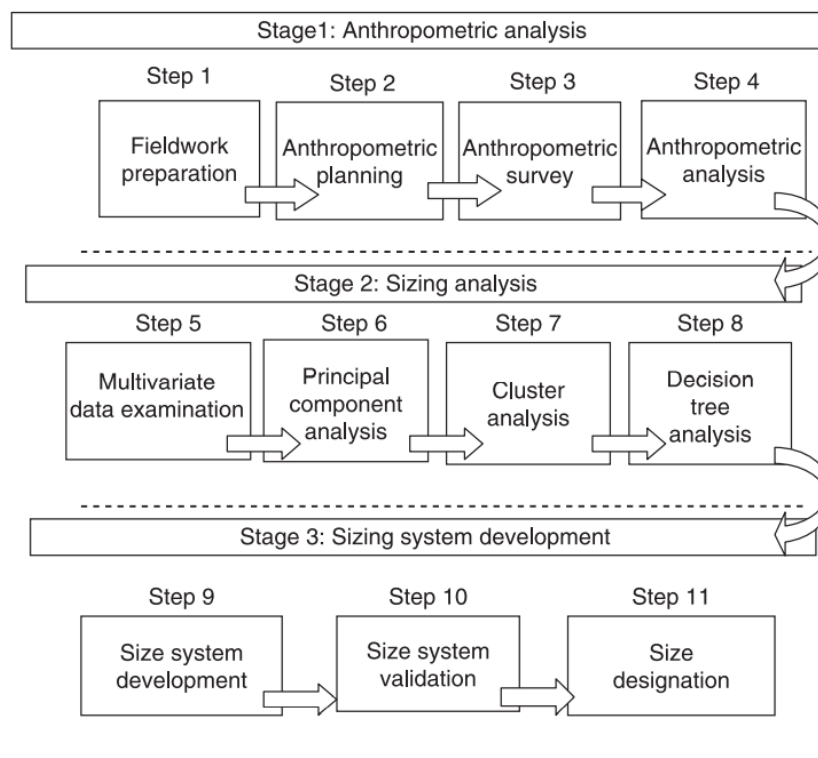 Stage1: Anthropometric analysis
Step 1
Step 2
Step 3
Step 4
Fieldwork
preparation
Anthropometric
planning
Anthropometric
survey
Anthropometric
analysis
Stage 2: Sizing analysis
Step 5
Step 6
Step 7
Step 8
Multivariate
data examination
Principal
component
analysis
Cluster
analysis
Decision
tree
analysis
Stage 3: Sizing system development
Step 9
Step 10
Step 11
Size system
development
Size system
validation
Size
designation